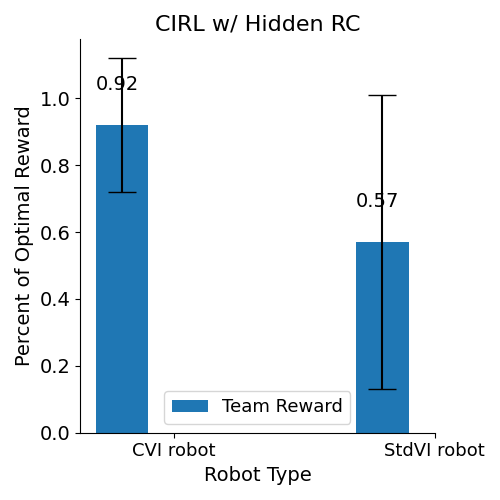 CIRL w/ Hidden RC
Percent of Optimal Reward
1.0
0.8
0.6
0.4
0.2
0.0
0.92
0.57
Team Reward
CVI robot
StdVI robot
Robot Type